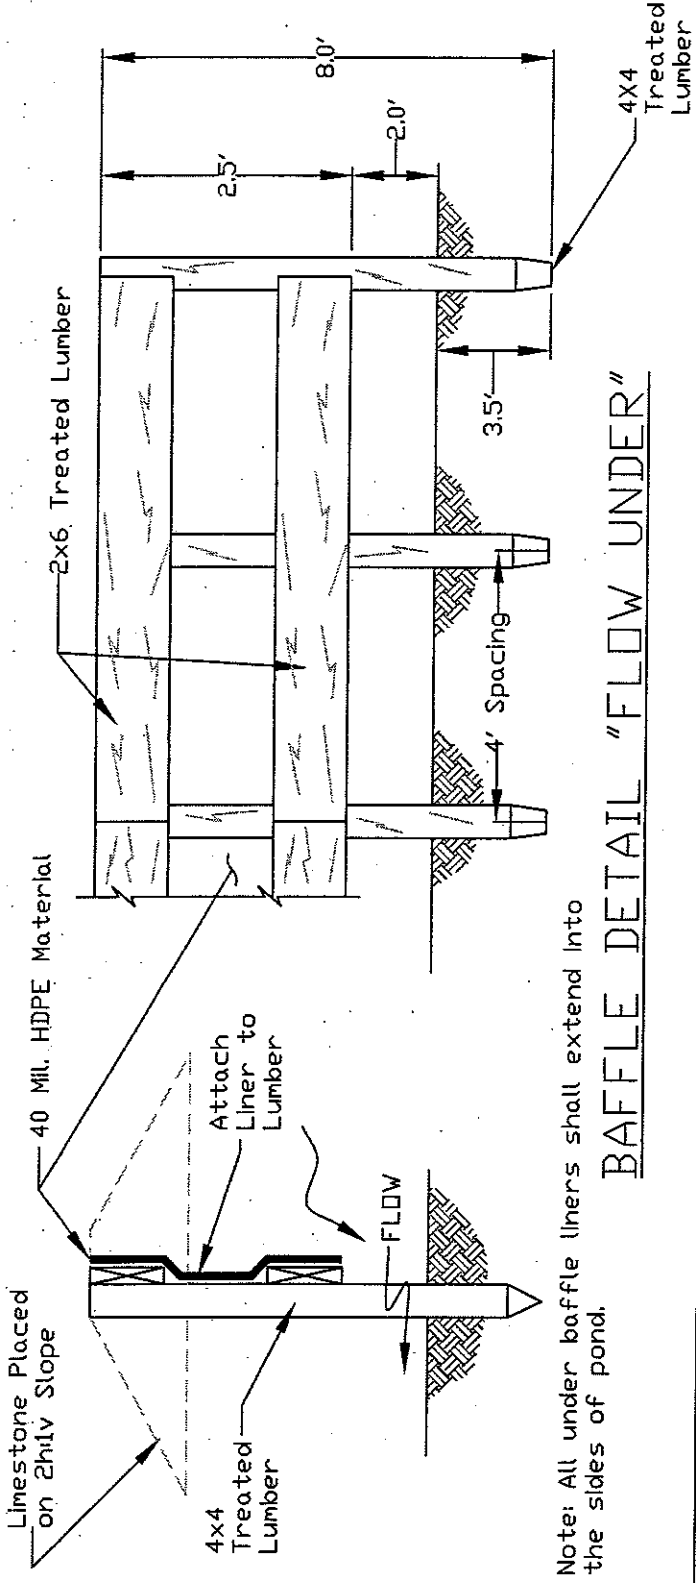 Limestone Placed
on 2h:1v Slope
40 Mil. HDPE Material
2x6 Treated Lumber
8.0'
2.5'
2.0'
Attach
Liner to
Lumber
4x4
Treated
Lumber
FLOW
4' Spacing
3.5'
4X4
Treated
Lumber
Note: All under baffle liners shall extend into
the sides of pond.
BAFFLE DETAIL "FLOW UNDER"